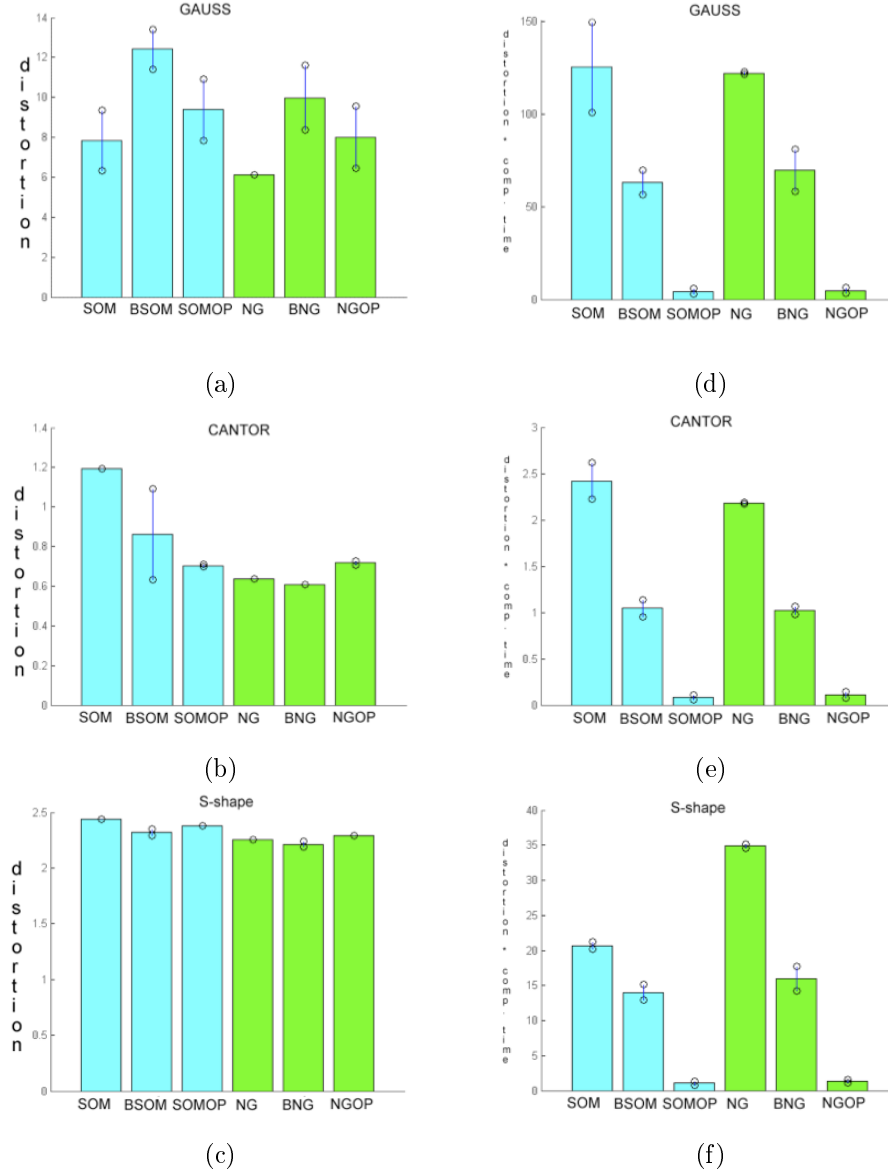 GAUSS
distortion
14
12
10
8
6
4
2
0
SOM BSOM SOMOP NG BNG NGOP
(a)
GAUSS
distortion * comp. time
150
100
50
0
SOM BSOM SOMOP NG BNG NGOP
(d)
CANTOR
distortion
1.4
1.2
1
0.8
0.6
0.4
0.2
0
SOM BSOM SOMOP NG BNG NGOP
(b)
CANTOR
distortion * comp. time
3
2.5
2
1.5
1
0.5
0
SOM BSOM SOMOP NG BNG NGOP
(e)
S-shape
distortion
2.5
2
1.5
1
0.5
0
SOM BSOM SOMOP NG BNG NGOP
(c)
S-shape
distortion * comp. time
40
35
30
25
20
15
10
5
0
SOM BSOM SOMOP NG BNG NGOP
(f)